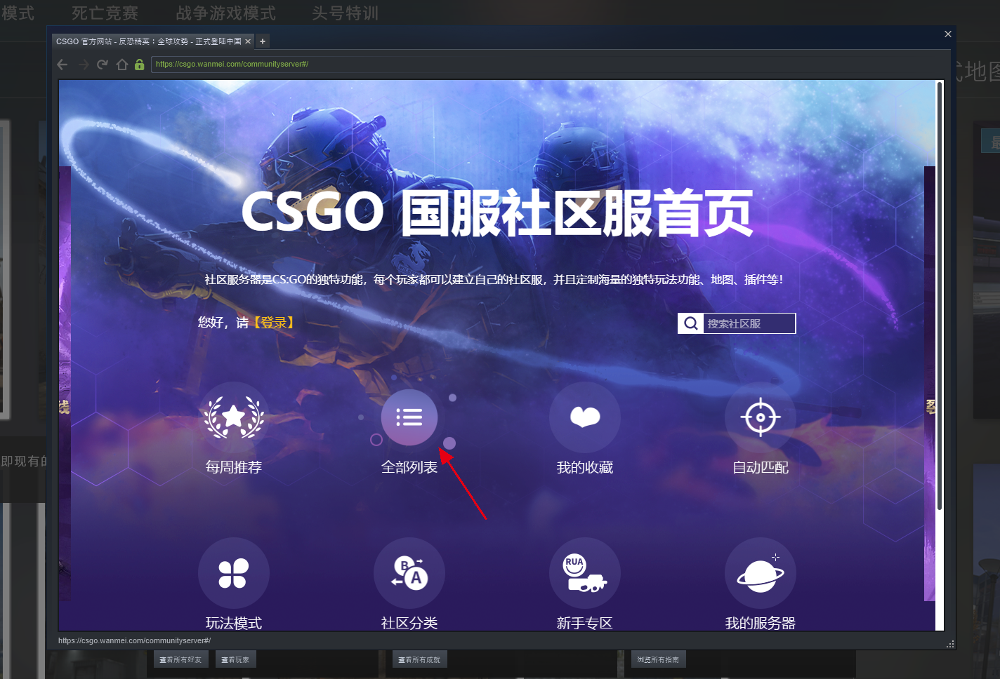 模式 死亡竞赛 战争游戏模式 头号特训
CSGO 官方网站 - 反恐精英：全球攻势 - 正式登陆中国
https://csgo.wanmei.com/communityserver#/
CSGO 国服社区服首页
社区服务器是CS:GO的独特功能，每个玩家都可以建立自己的社区服，并且定制海量的独特玩法功能、地图、插件等！
您好，请【登录】
搜索社区服
每周推荐 全部列表 我的收藏 自动匹配
即现有的
B A RUA
玩法模式 社区分类 新手专区 我的服务器
https://csgo.wanmei.com/communityserver#/
查看所有好友 查看玩家 查看所有成就 浏览所有指南